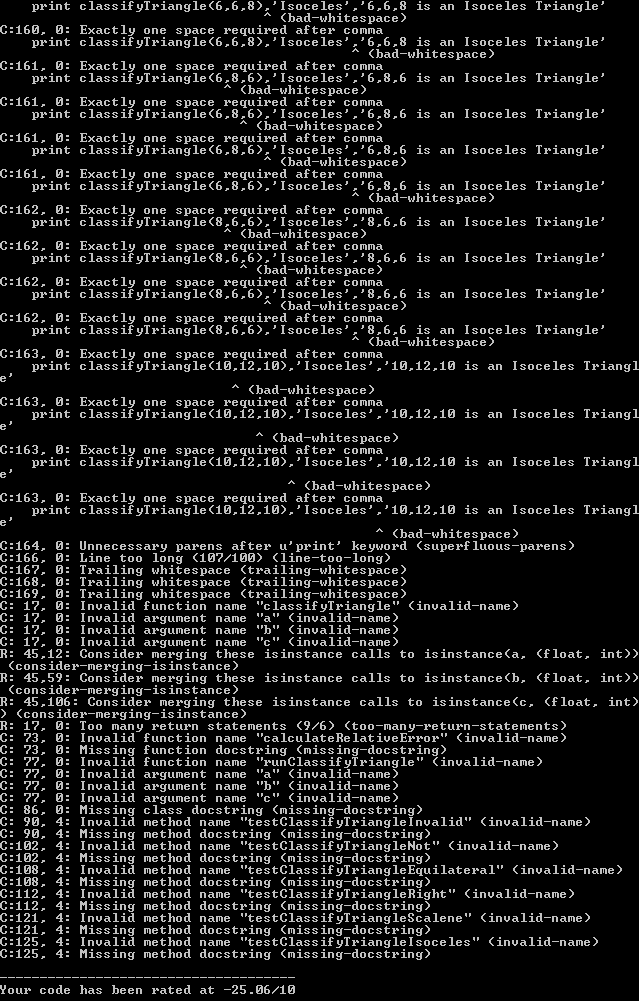 print classifyTriangle(6,6,8),'Isoceles','6,6,8 is an Isoceles Triangle'
^ (bad-whitespace)
C:160, 0: Exactly one space required after comma
print classifyTriangle(6,6,8),'Isoceles','6,6,8 is an Isoceles Triangle'
^ (bad-whitespace)
C:161, 0: Exactly one space required after comma
print classifyTriangle(6,8,6),'Isoceles','6,8,6 is an Isoceles Triangle'
^ (bad-whitespace)
C:161, 0: Exactly one space required after comma
print classifyTriangle(6,8,6),'Isoceles','6,8,6 is an Isoceles Triangle'
^ (bad-whitespace)
C:161, 0: Exactly one space required after comma
print classifyTriangle(6,8,6),'Isoceles','6,8,6 is an Isoceles Triangle'
^ (bad-whitespace)
C:161, 0: Exactly one space required after comma
print classifyTriangle(6,8,6),'Isoceles','6,8,6 is an Isoceles Triangle'
^ (bad-whitespace)
C:162, 0: Exactly one space required after comma
print classifyTriangle(8,6,6),'Isoceles','8,6,6 is an Isoceles Triangle'
^ (bad-whitespace)
C:162, 0: Exactly one space required after comma
print classifyTriangle(8,6,6),'Isoceles','8,6,6 is an Isoceles Triangle'
^ (bad-whitespace)
C:162, 0: Exactly one space required after comma
print classifyTriangle(8,6,6),'Isoceles','8,6,6 is an Isoceles Triangle'
^ (bad-whitespace)
C:162, 0: Exactly one space required after comma
print classifyTriangle(8,6,6),'Isoceles','8,6,6 is an Isoceles Triangle'
^ (bad-whitespace)
C:163, 0: Exactly one space required after comma
print classifyTriangle(10,12,10),'Isoceles','10,12,10 is an Isoceles Triangl
e'
^ (bad-whitespace)
C:163, 0: Exactly one space required after comma
print classifyTriangle(10,12,10),'Isoceles','10,12,10 is an Isoceles Triangl
e'
^ (bad-whitespace)
C:163, 0: Exactly one space required after comma
print classifyTriangle(10,12,10),'Isoceles','10,12,10 is an Isoceles Triangl
e'
^ (bad-whitespace)
C:163, 0: Exactly one space required after comma
print classifyTriangle(10,12,10),'Isoceles','10,12,10 is an Isoceles Triangl
e'
^ (bad-whitespace)
C:164, 0: Unnecessary parens after u'print' keyword (superfluous-parens)
C:166, 0: Line too long (107/100) (line-too-long)
C:167, 0: Trailing whitespace (trailing-whitespace)
C:168, 0: Trailing whitespace (trailing-whitespace)
C:169, 0: Trailing whitespace (trailing-whitespace)
C: 17, 0: Invalid function name "classifyTriangle" (invalid-name)
C: 17, 0: Invalid argument name "a" (invalid-name)
C: 17, 0: Invalid argument name "b" (invalid-name)
C: 17, 0: Invalid argument name "c" (invalid-name)
R: 45,12: Consider merging these isinstance calls to isinstance(a, (float, int))
(consider-merging-isinstance)
R: 45,59: Consider merging these isinstance calls to isinstance(b, (float, int))
(consider-merging-isinstance)
R: 45,106: Consider merging these isinstance calls to isinstance(c, (float, int)
) (consider-merging-isinstance)
R: 17, 0: Too many return statements (9/6) (too-many-return-statements)
C: 73, 0: Invalid function name "calculateRelativeError" (invalid-name)
C: 73, 0: Missing function docstring (missing-docstring)
C: 77, 0: Invalid function name "runClassifyTriangle" (invalid-name)
C: 77, 0: Invalid argument name "a" (invalid-name)
C: 77, 0: Invalid argument name "b" (invalid-name)
C: 77, 0: Invalid argument name "c" (invalid-name)
C: 86, 0: Missing class docstring (missing-docstring)
C: 90, 4: Invalid method name "testClassifyTriangleInvalid" (invalid-name)
C: 90, 4: Missing method docstring (missing-docstring)
C:102, 4: Invalid method name "testClassifyTriangleNot" (invalid-name)
C:102, 4: Missing method docstring (missing-docstring)
C:108, 4: Invalid method name "testClassifyTriangleEquilateral" (invalid-name)
C:108, 4: Missing method docstring (missing-docstring)
C:112, 4: Invalid method name "testClassifyTriangleRight" (invalid-name)
C:112, 4: Missing method docstring (missing-docstring)
C:121, 4: Invalid method name "testClassifyTriangleScalene" (invalid-name)
C:121, 4: Missing method docstring (missing-docstring)
C:125, 4: Invalid method name "testClassifyTriangleIsoceles" (invalid-name)
C:125, 4: Missing method docstring (missing-docstring)
-------------------------------------
Your code has been rated at -25.06/10